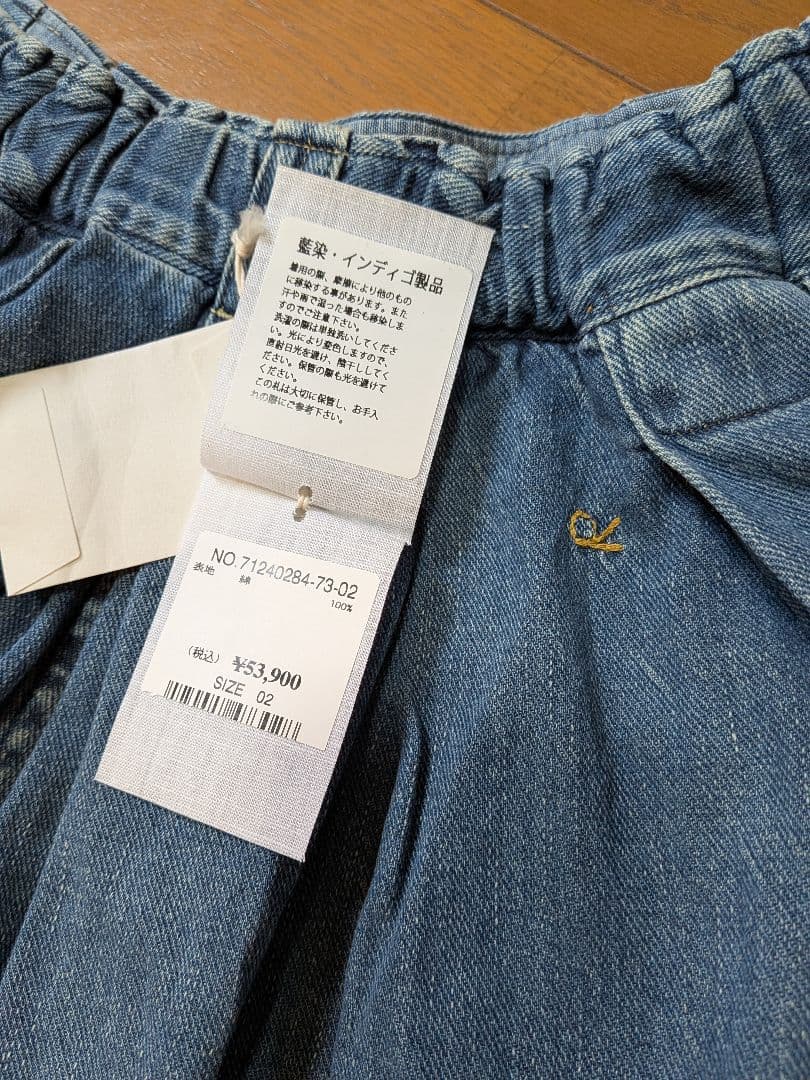 藍染・インディゴ製品
着用の際、摩擦により他のもの
に移染する事があります。また
汗や雨で湿った場合も移染しま
すのでご注意下さい。
洗濯の際は単独洗いしてくださ
い。光により変色しますので、
直射日光を避け、陰干ししてく
ださい。保管の際も光を避けて
ください。
この札は大切に保管し、お手入
れの際にご参考下さい。
NO.71240284-73-02
表地 綿
100%
(税込) ¥53,900
SIZE 02